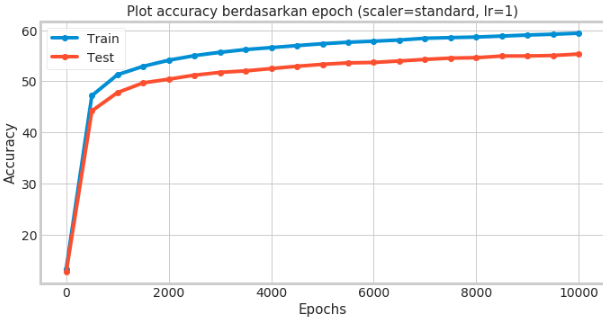 Plot accuracy berdasarkan epoch (scaler=standard, lr=1)
60
Train
Test
50
40
30
20
Accuracy
0
2000
4000
6000
8000
10000
Epochs